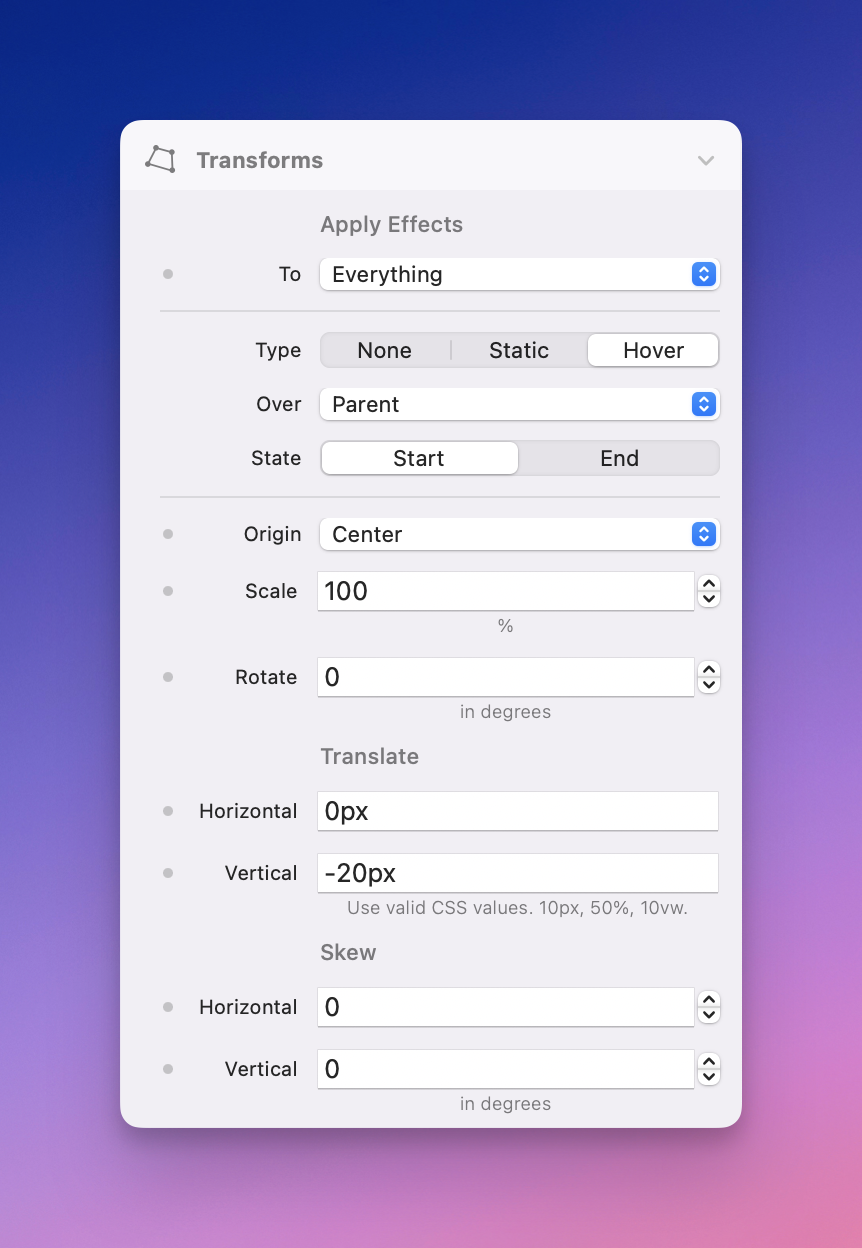 Transforms
Apply Effects
To Everything
Type None Static Hover
Over Parent
State Start End
Origin Center
Scale 100
%
Rotate 0
in degrees
Translate
Horizontal 0px
Vertical -20px
Use valid CSS values. 10px, 50%, 10vw.
Skew
Horizontal 0
Vertical 0
in degrees